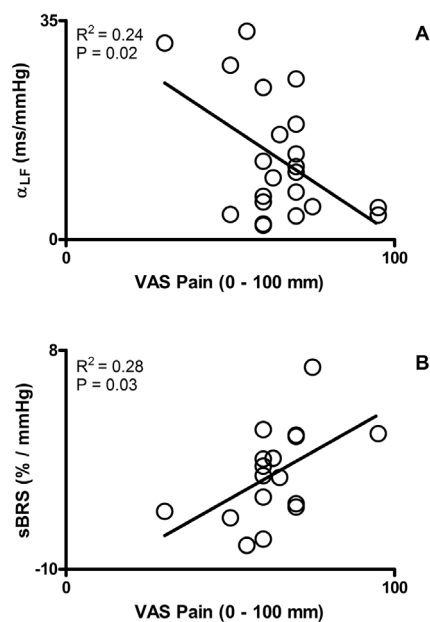 35
R² = 0.24
P = 0.02
A
α_LF (ms/mmHg)
0
0
100
VAS Pain (0 - 100 mm)
8
R² = 0.28
P = 0.03
B
sBRS (% / mmHg)
-10
0
100
VAS Pain (0 - 100 mm)